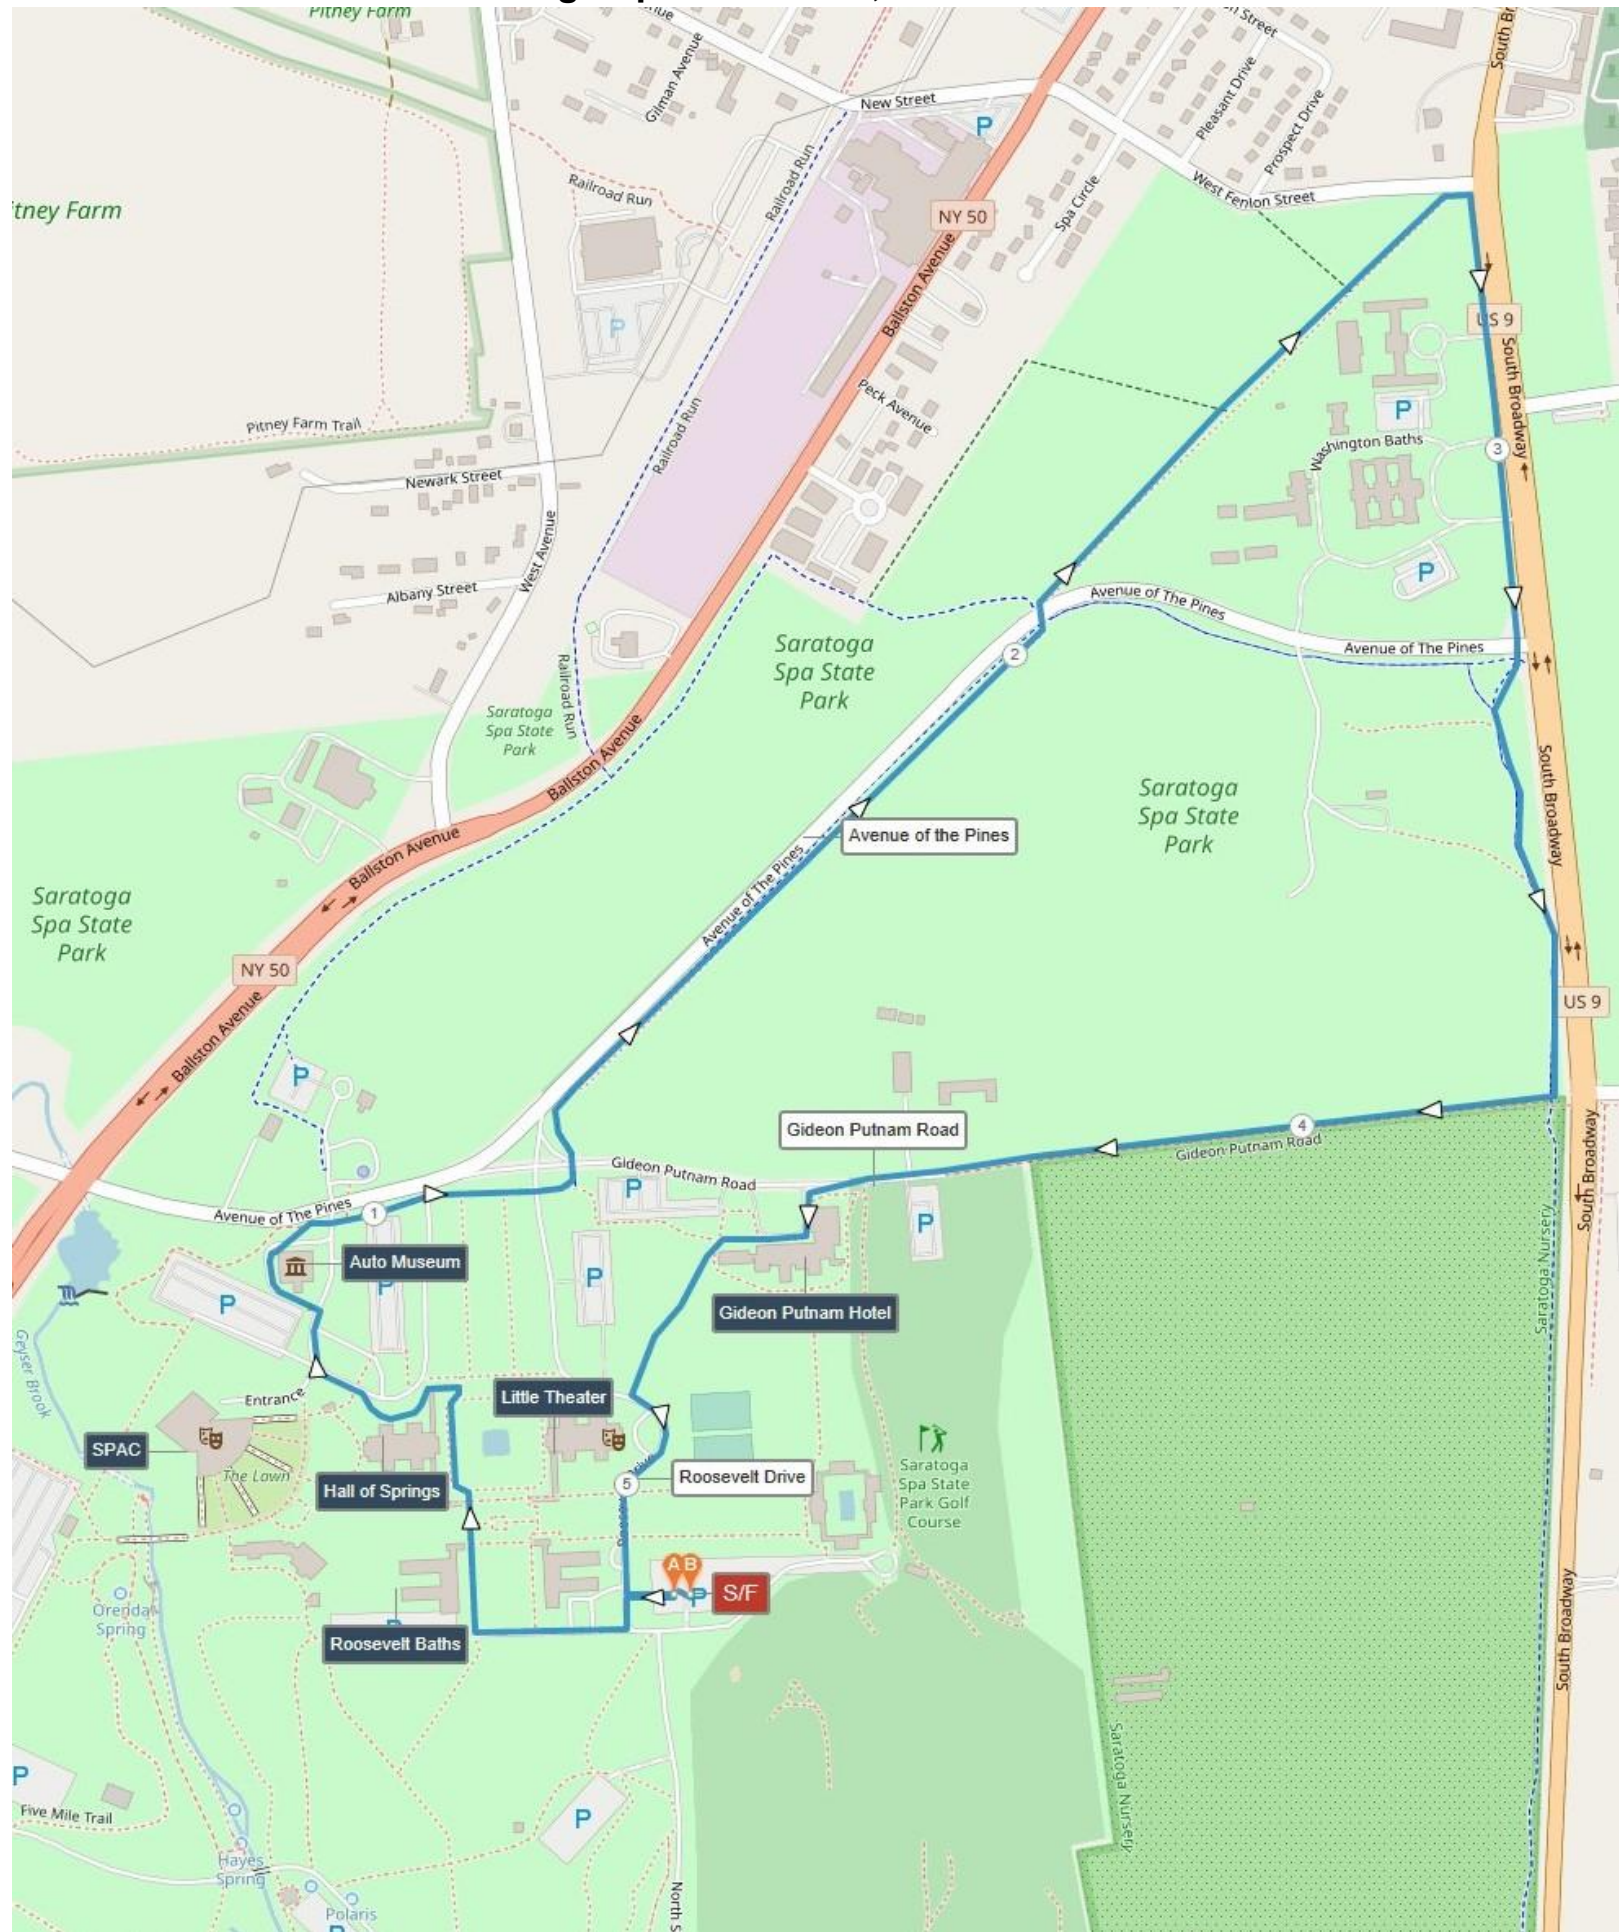 Pitney Farm
Gilman Avenue
New Street
P
Pleasant Drive
Prospect Drive
West Fenlon Street
Spa Circle
Railroad Run
Railroad Run
NY 50
Ballston Avenue
P
US 9
South Broadway
Peck Avenue
P
Washington Baths
3
Pitney Farm Trail
Newark Street
Railroad Run
West Avenue
Albany Street
P
Avenue of The Pines
Avenue of The Pines
2
Saratoga
Spa State
Park
Railroad Run
Saratoga
Spa State
Park
Ballston Avenue
South Broadway
Saratoga
Spa State
Park
Avenue of the Pines
Avenue of The Pines
Ballston Avenue
Saratoga
Spa State
Park
NY 50
Ballston Avenue
US 9
P
Gideon Putnam Road
4
Gideon Putnam Road
South Broadway
Gideon Putnam Road
P
Avenue of The Pines
1
P
Auto Museum
P
P
P
Gideon Putnam Hotel
Saratoga Nursery
Geyser Brook
Entrance
Little Theater
SPAC
The Lawn
Hall of Springs
5
Roosevelt Drive
Saratoga
Spa State
Park Golf
Course
A B
P
S/F
Orenda
Spring
Roosevelt Baths
South Broadway
Saratoga Nursery
P
Five Mile Trail
P
Hayes
Spring
Polaris
P